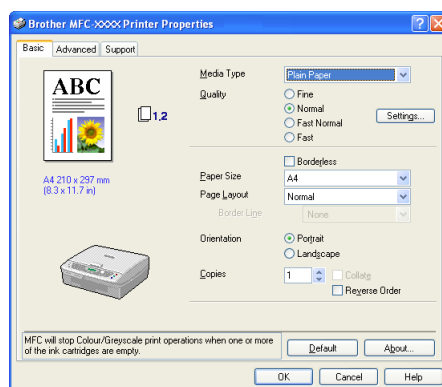 Brother MFC-XXXX Printer Properties
Basic Advanced Support
ABC
1,2
A4 210 x 297 mm
(8.3 x 11.7 in)
Media Type Plain Paper
Quality Fine
Normal
Fast Normal
Fast
Settings...
Borderless
Paper Size A4
Page Layout Normal
Border Line None
Orientation Portrait
Landscape
Copies 1 Collate
Reverse Order
MFC will stop Colour/Greyscale print operations when one or more
of the ink cartridges are empty.
Default About...
OK Cancel Help